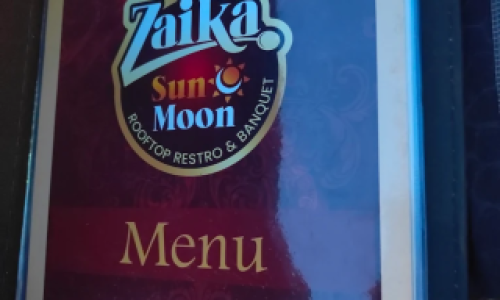 Zaika
Sun
Moon
ROOFTOP RESTRO & BANQUET
Menu